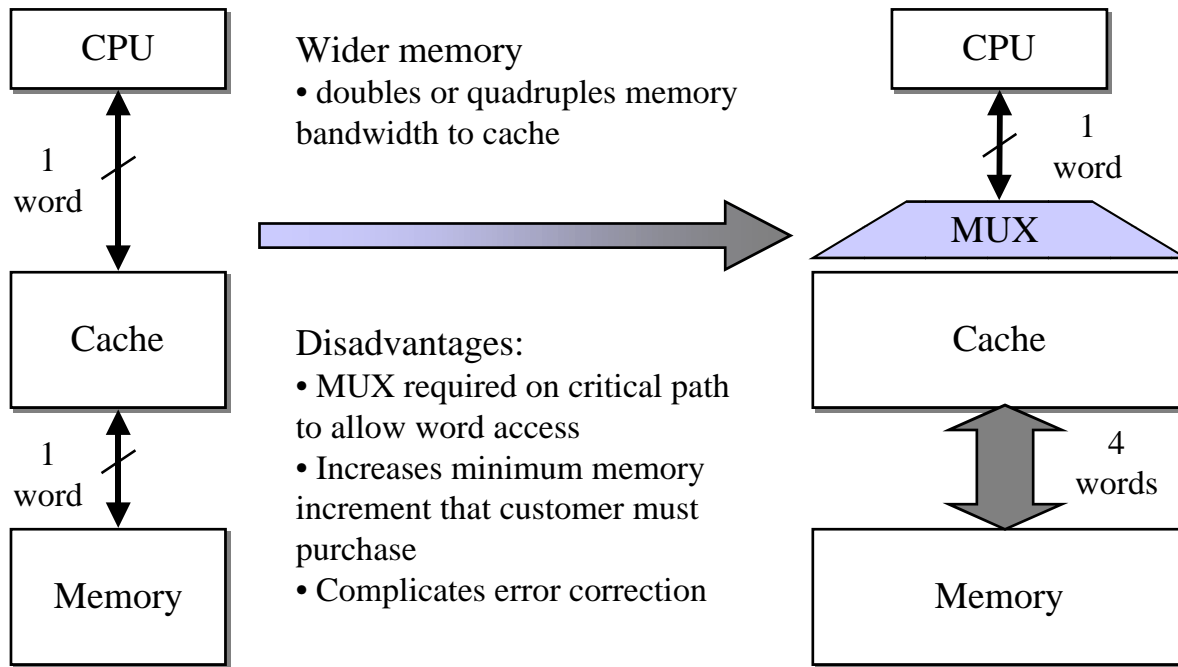 CPU
1
word
Cache
1
word
Memory
Wider memory
• doubles or quadruples memory
bandwidth to cache
Disadvantages:
• MUX required on critical path
to allow word access
• Increases minimum memory
increment that customer must
purchase
• Complicates error correction
CPU
1
word
MUX
Cache
4
words
Memory